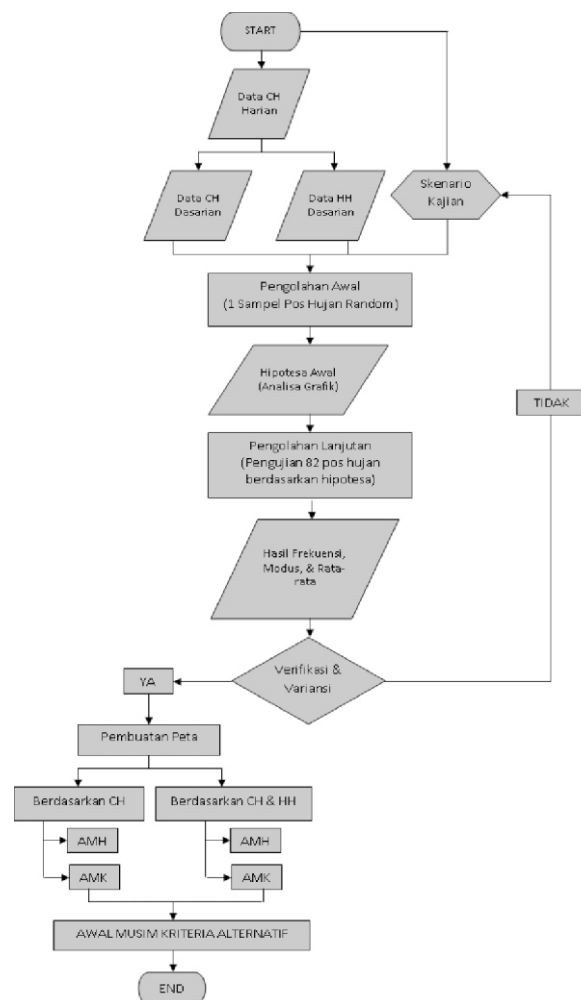 START
Data CH
Harian
Data CH
Dasarian
Data HH
Dasarian
Skenario
Kajian
Pengolahan Awal
(1 Sampel Pos Hujan Random)
Hipotesa Awal
(Analisa Grafik)
TIDAK
Pengolahan Lanjutan
(Pengujian 82 pos hujan
berdasarkan hipotesa)
Hasil Frekuensi,
Modus, & Rata-
rata
Verifikasi &
Variansi
YA
Pembuatan Peta
Berdasarkan CH
Berdasarkan CH & HH
AMH
AMH
AMK
AMK
AWAL MUSIM KRITERIA ALTERNATIF
END